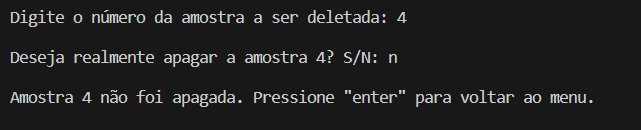 Digite o número da amostra a ser deletada: 4
Deseja realmente apagar a amostra 4? S/N: n
Amostra 4 não foi apagada. Pressione "enter" para voltar ao menu.